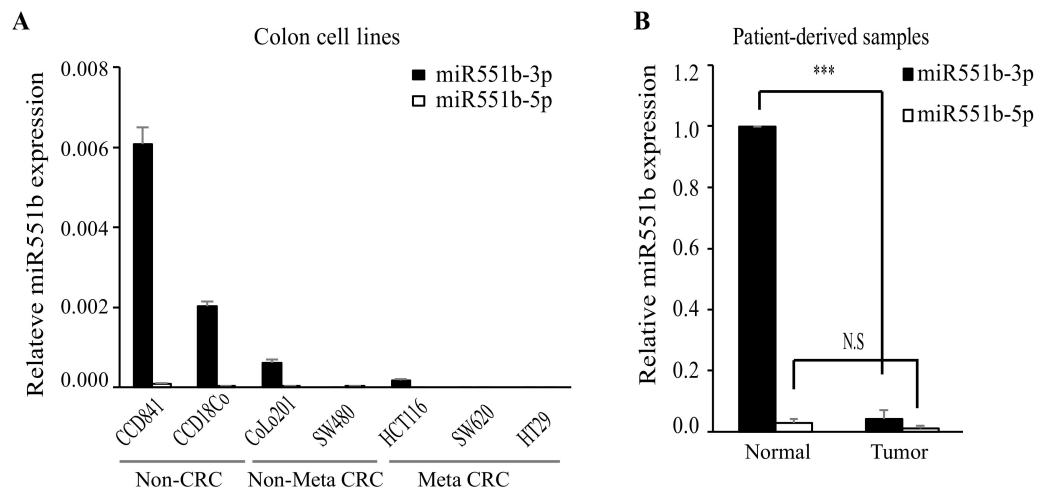 A
Colon cell lines
Relateve miR551b expression
0.008
0.006
0.004
0.002
0.000
miR551b-3p
miR551b-5p
CCD841
CCD18Co
CoLo201
SW480
HCT116
SW620
HT29
Non-CRC
Non-Meta CRC
Meta CRC
B
Patient-derived samples
Relative miR551b expression
1.2
1.0
0.8
0.6
0.4
0.2
0.0
***
miR551b-3p
miR551b-5p
N.S
Normal
Tumor